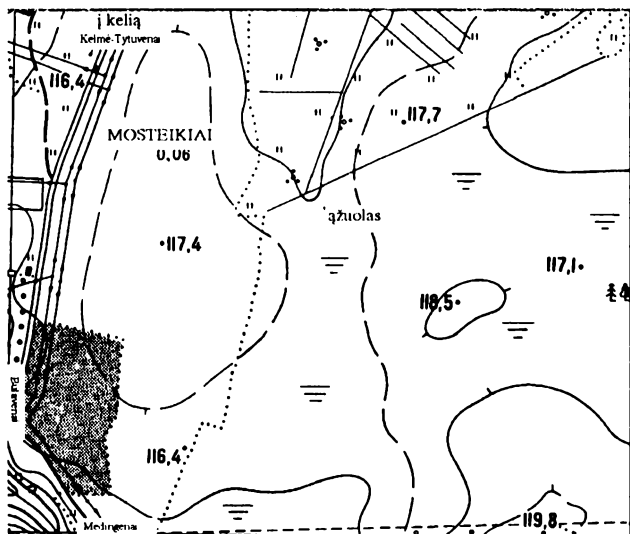 į kelią
Kelmė-Tytuvėnai
116,4
117,7
MOSTEIKIAI
0,06
ąžuolas
117,4
117,1
118,5
116,4
Medingėnai
119,8